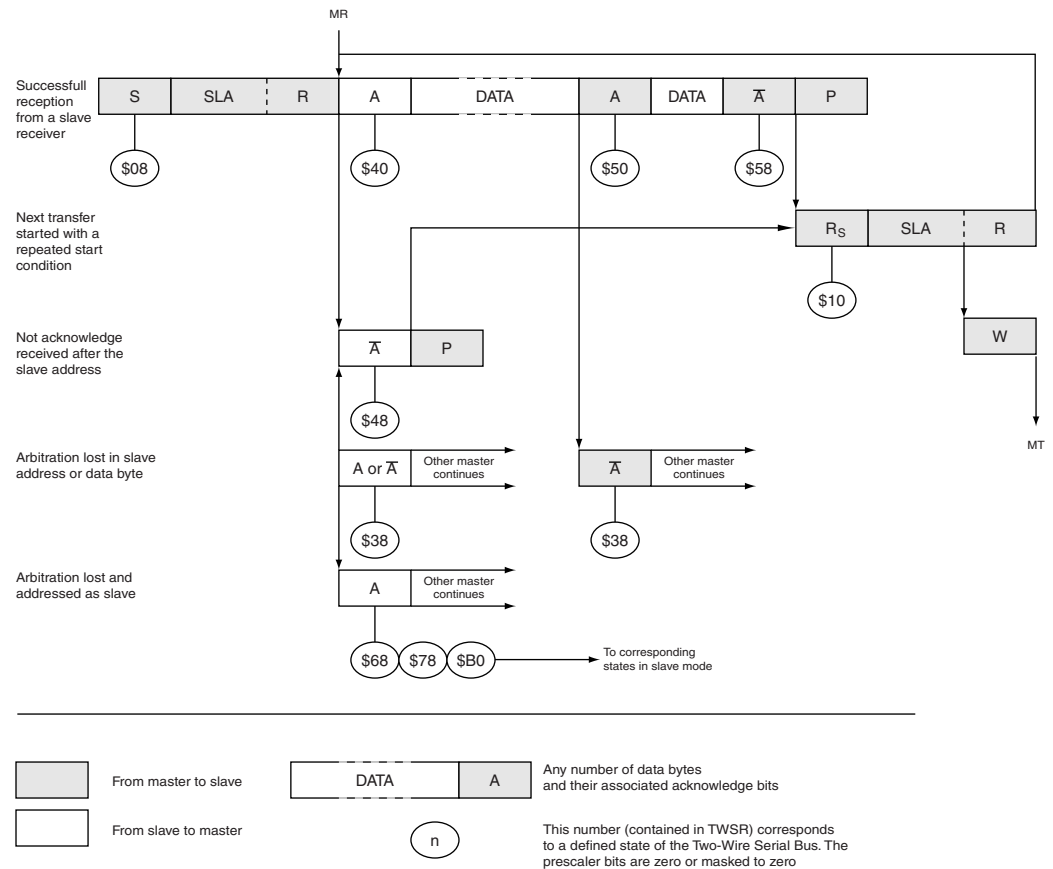 MR
Successfull
reception
from a slave
receiver
S SLA R A DATA A DATA A̅ P
$08 $40 $50 $58
Next transfer
started with a
repeated start
condition
RS SLA R
$10
Not acknowledge
received after the
slave address
A̅ P
W
$48
MT
Arbitration lost in slave
address or data byte
A or A̅
Other master
continues
A̅
Other master
continues
$38 $38
Arbitration lost and
addressed as slave
A
Other master
continues
$68 $78 $B0
To corresponding
states in slave mode
From master to slave
DATA A
Any number of data bytes
and their associated acknowledge bits
From slave to master
n
This number (contained in TWSR) corresponds
to a defined state of the Two-Wire Serial Bus. The
prescaler bits are zero or masked to zero